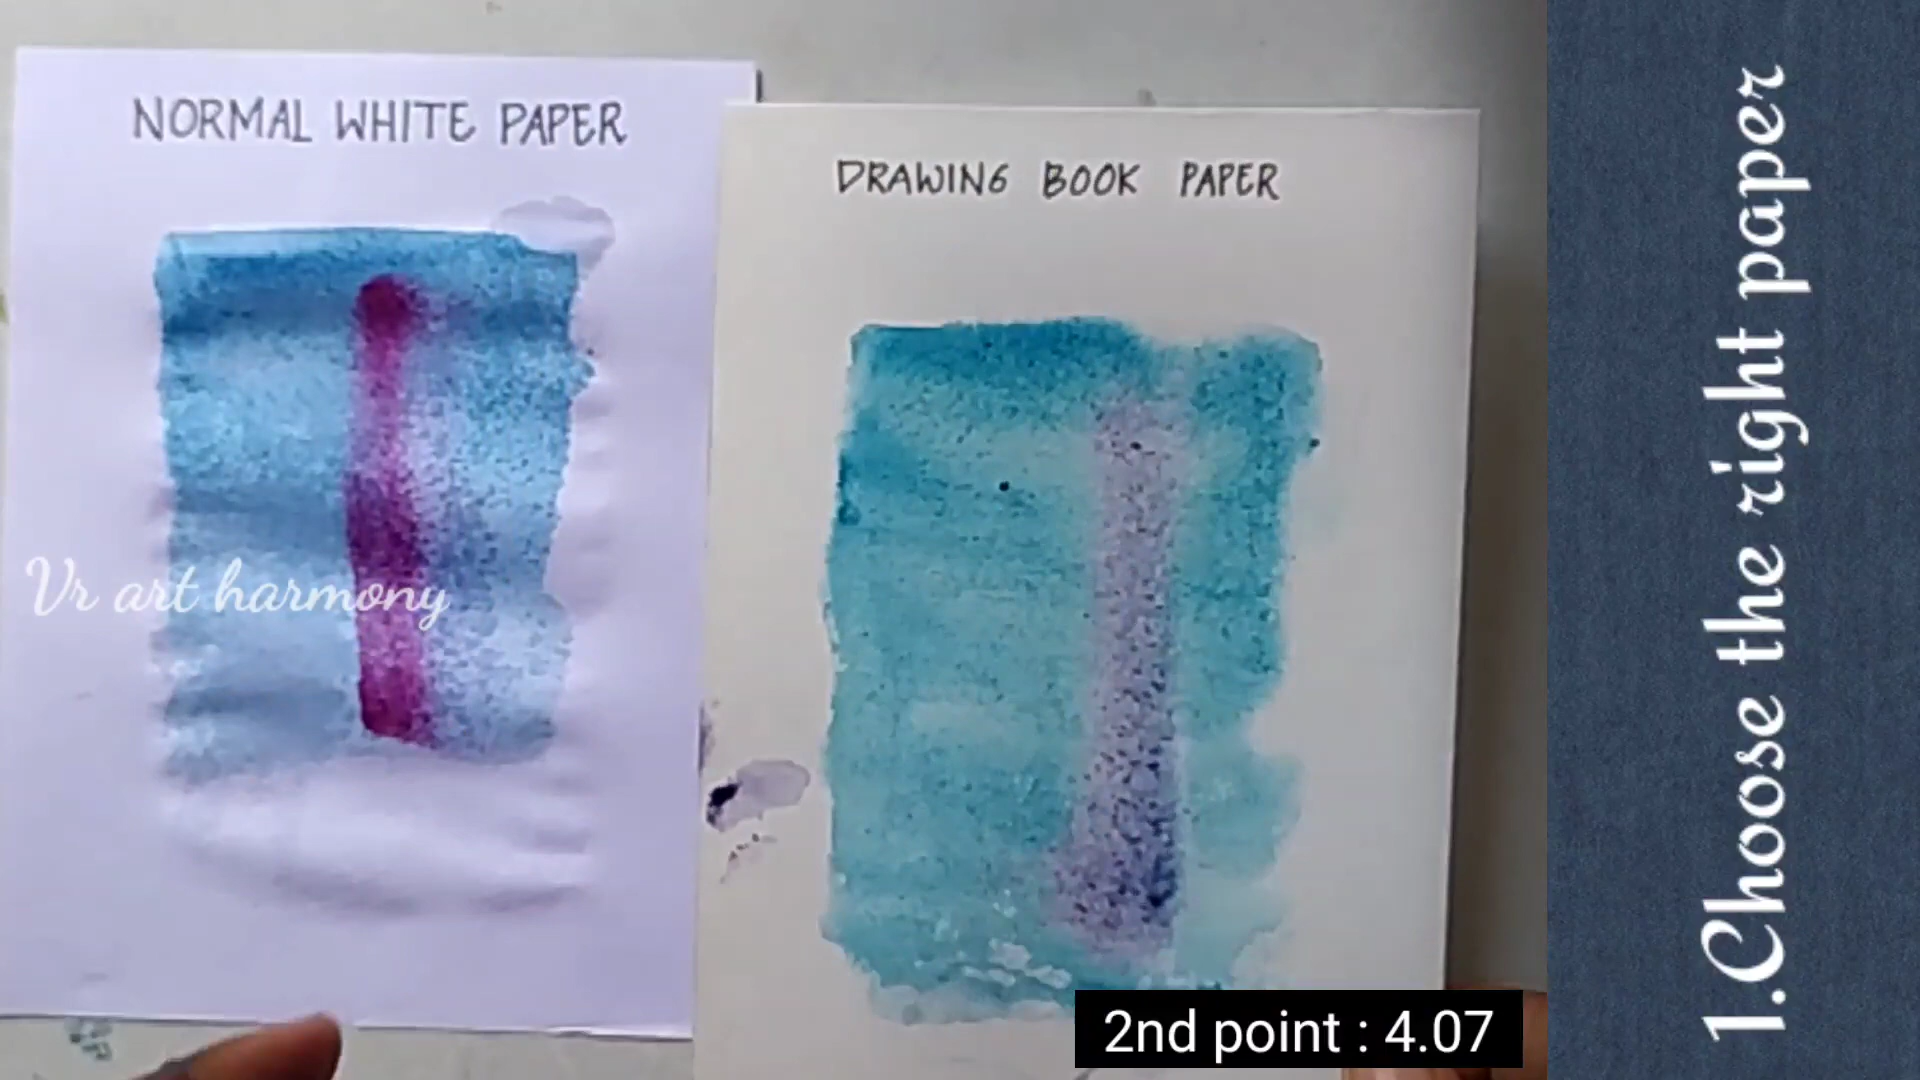 NORMAL WHITE PAPER
DRAWING BOOK PAPER
Vr art harmony
2nd point : 4.07
1.Choose the right paper